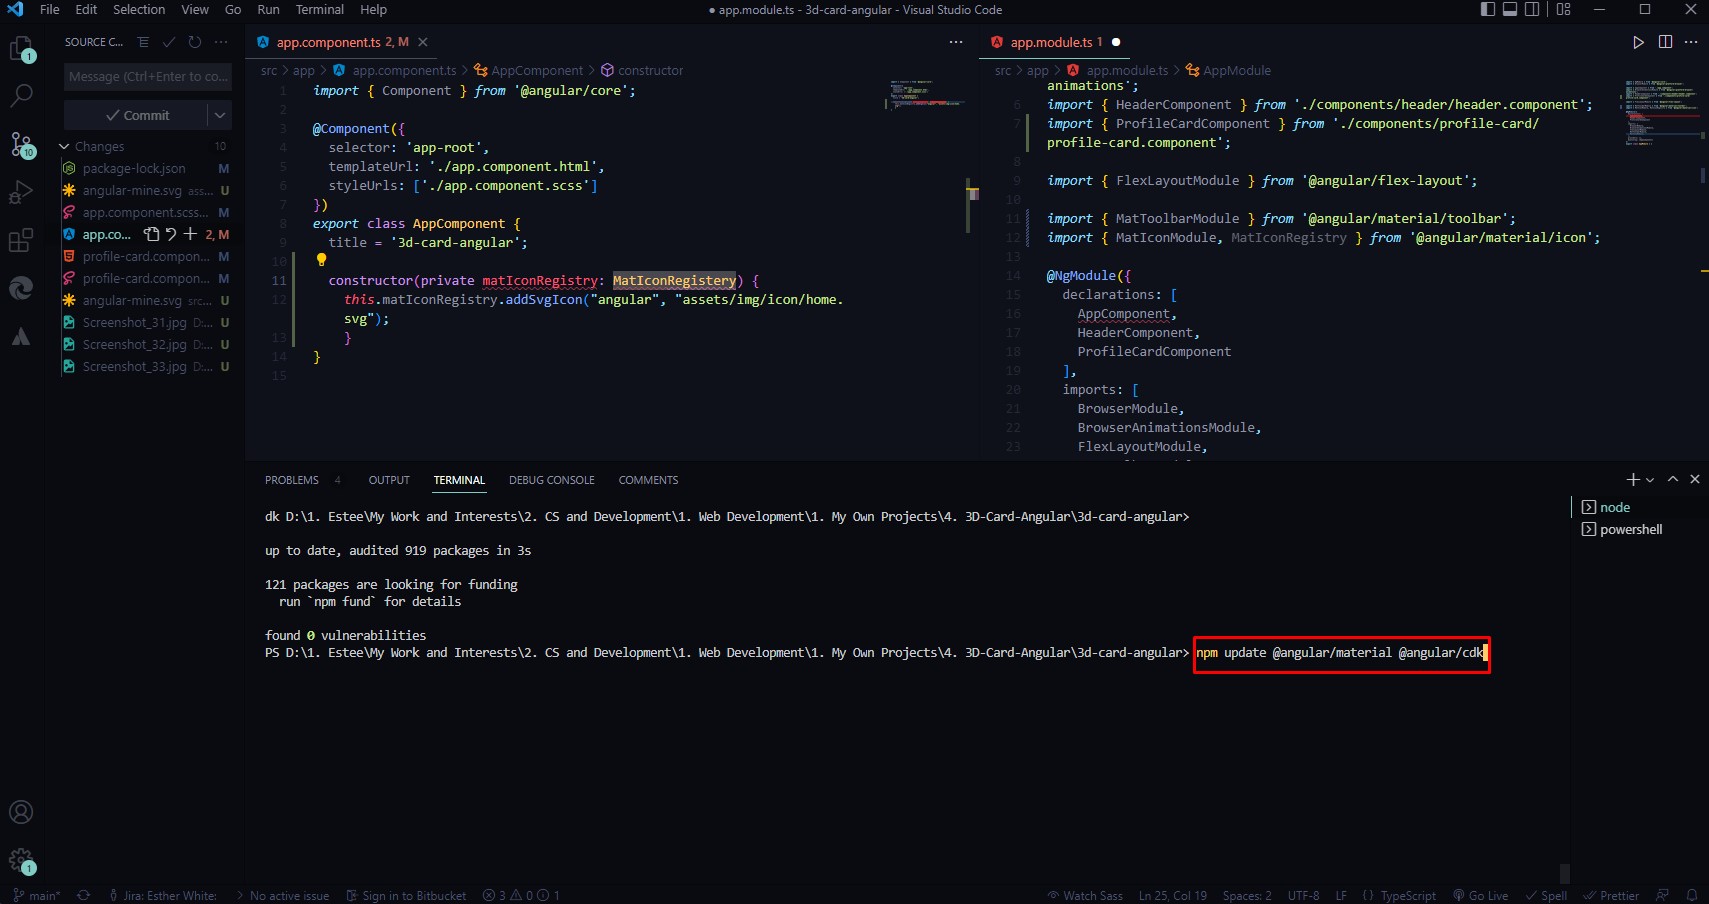 File Edit Selection View Go Run Terminal Help
● app.module.ts - 3d-card-angular - Visual Studio Code
SOURCE C...
Message (Ctrl+Enter to co...
Commit
Changes 10
package-lock.json M
angular-mine.svg ass... U
app.component.scss... M
app.co... 2, M
profile-card.compon... M
profile-card.compon... M
angular-mine.svg src... U
Screenshot_31.jpg D:... U
Screenshot_32.jpg D:... U
Screenshot_33.jpg D:... U
1
10
1
app.component.ts 2, M
src > app > app.component.ts > AppComponent > constructor
1 import { Component } from '@angular/core';
2
3 @Component({
4 selector: 'app-root',
5 templateUrl: './app.component.html',
6 styleUrls: ['./app.component.scss']
7 })
8 export class AppComponent {
9 title = '3d-card-angular';
10
11 constructor(private matIconRegistry: MatIconRegistery) {
12 this.matIconRegistry.addSvgIcon("angular", "assets/img/icon/home.
svg");
13 }
14 }
15
app.module.ts 1 ●
src > app > app.module.ts > AppModule
animations';
6 import { HeaderComponent } from './components/header/header.component';
7 import { ProfileCardComponent } from './components/profile-card/
profile-card.component';
8
9 import { FlexLayoutModule } from '@angular/flex-layout';
10
11 import { MatToolbarModule } from '@angular/material/toolbar';
12 import { MatIconModule, MatIconRegistry } from '@angular/material/icon';
13
14 @NgModule({
15 declarations: [
16 AppComponent,
17 HeaderComponent,
18 ProfileCardComponent
19 ],
20 imports: [
21 BrowserModule,
22 BrowserAnimationsModule,
23 FlexLayoutModule,
PROBLEMS 4 OUTPUT TERMINAL DEBUG CONSOLE COMMENTS
dk D:\1. Estee\My Work and Interests\2. CS and Development\1. Web Development\1. My Own Projects\4. 3D-Card-Angular\3d-card-angular>
up to date, audited 919 packages in 3s
121 packages are looking for funding
run `npm fund` for details
found 0 vulnerabilities
PS D:\1. Estee\My Work and Interests\2. CS and Development\1. Web Development\1. My Own Projects\4. 3D-Card-Angular\3d-card-angular> npm update @angular/material @angular/cdk
node
powershell
main* Jira: Esther White: > No active issue Sign in to Bitbucket 3 0 1
Watch Sass Ln 25, Col 19 Spaces: 2 UTF-8 LF { } TypeScript Go Live Spell Prettier